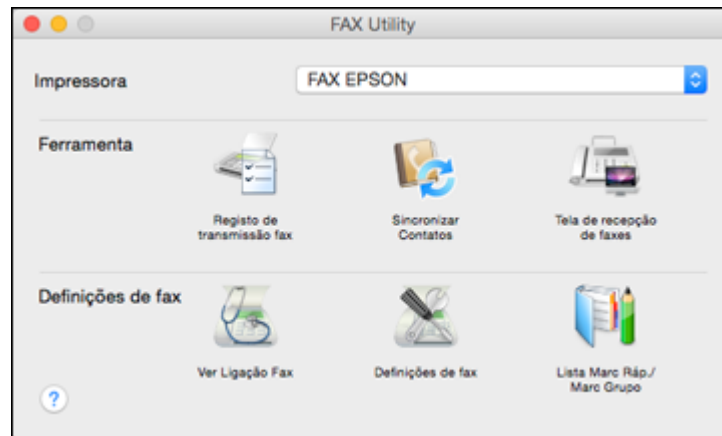 FAX Utility
Impressora
FAX EPSON
Ferramenta
Registo de
transmissão fax
Sincronizar
Contatos
Tela de recepção
de faxes
Definições de fax
Ver Ligação Fax
Definições de fax
Lista Marc Ráp./
Marc Grupo
?